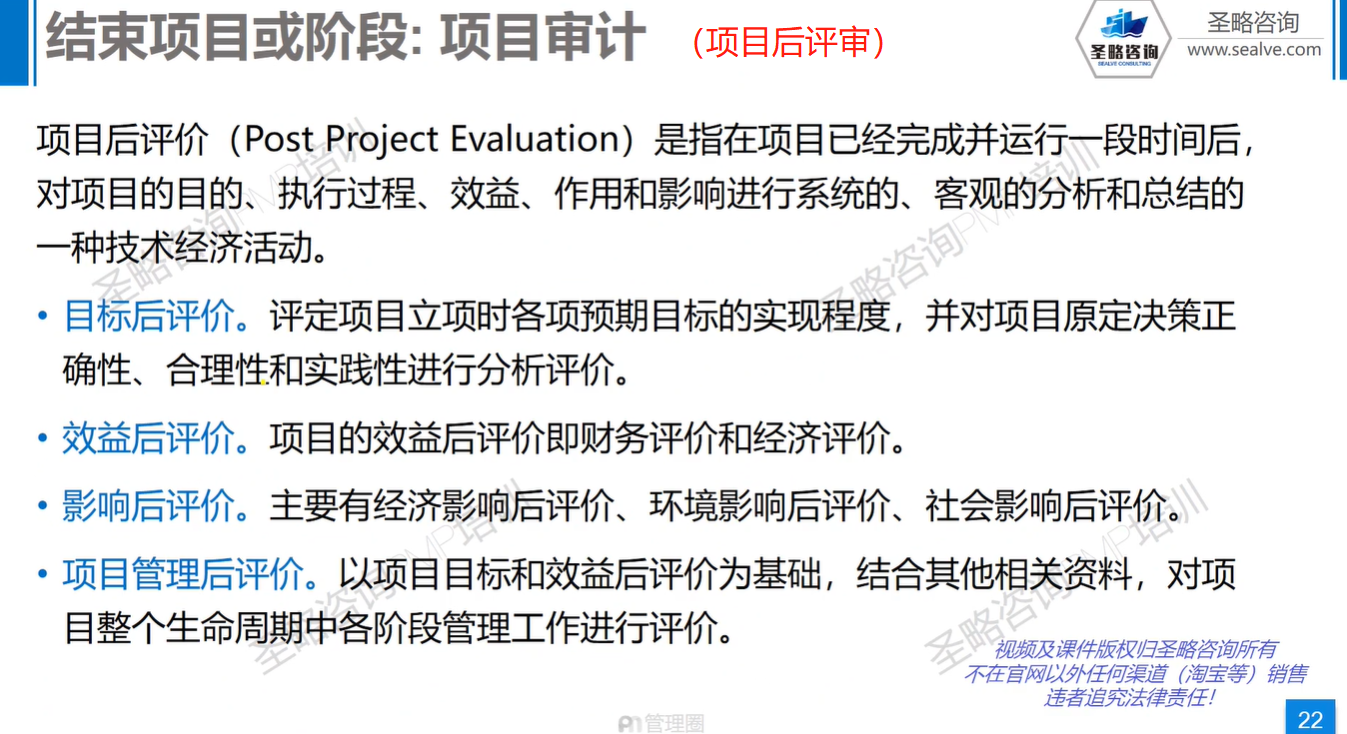 结束项目或阶段: 项目审计 （项目后评审）
圣略咨询
SEALVE CONSULTING
圣略咨询
www.sealve.com
项目后评价（Post Project Evaluation）是指在项目已经完成并运行一段时间后，
对项目的目的、执行过程、效益、作用和影响进行系统的、客观的分析和总结的
一种技术经济活动。
• 目标后评价。评定项目立项时各项预期目标的实现程度，并对项目原定决策正
确性、合理性和实践性进行分析评价。
• 效益后评价。项目的效益后评价即财务评价和经济评价。
• 影响后评价。主要有经济影响后评价、环境影响后评价、社会影响后评价。
• 项目管理后评价。以项目目标和效益后评价为基础，结合其他相关资料，对项
目整个生命周期中各阶段管理工作进行评价。
圣略咨询PMP培训
圣略咨询PMP培训
圣略咨询PMP培训
圣略咨询PMP培训
视频及课件版权归圣略咨询所有
不在官网以外任何渠道（淘宝等）销售
违者追究法律责任！
管理圈
22